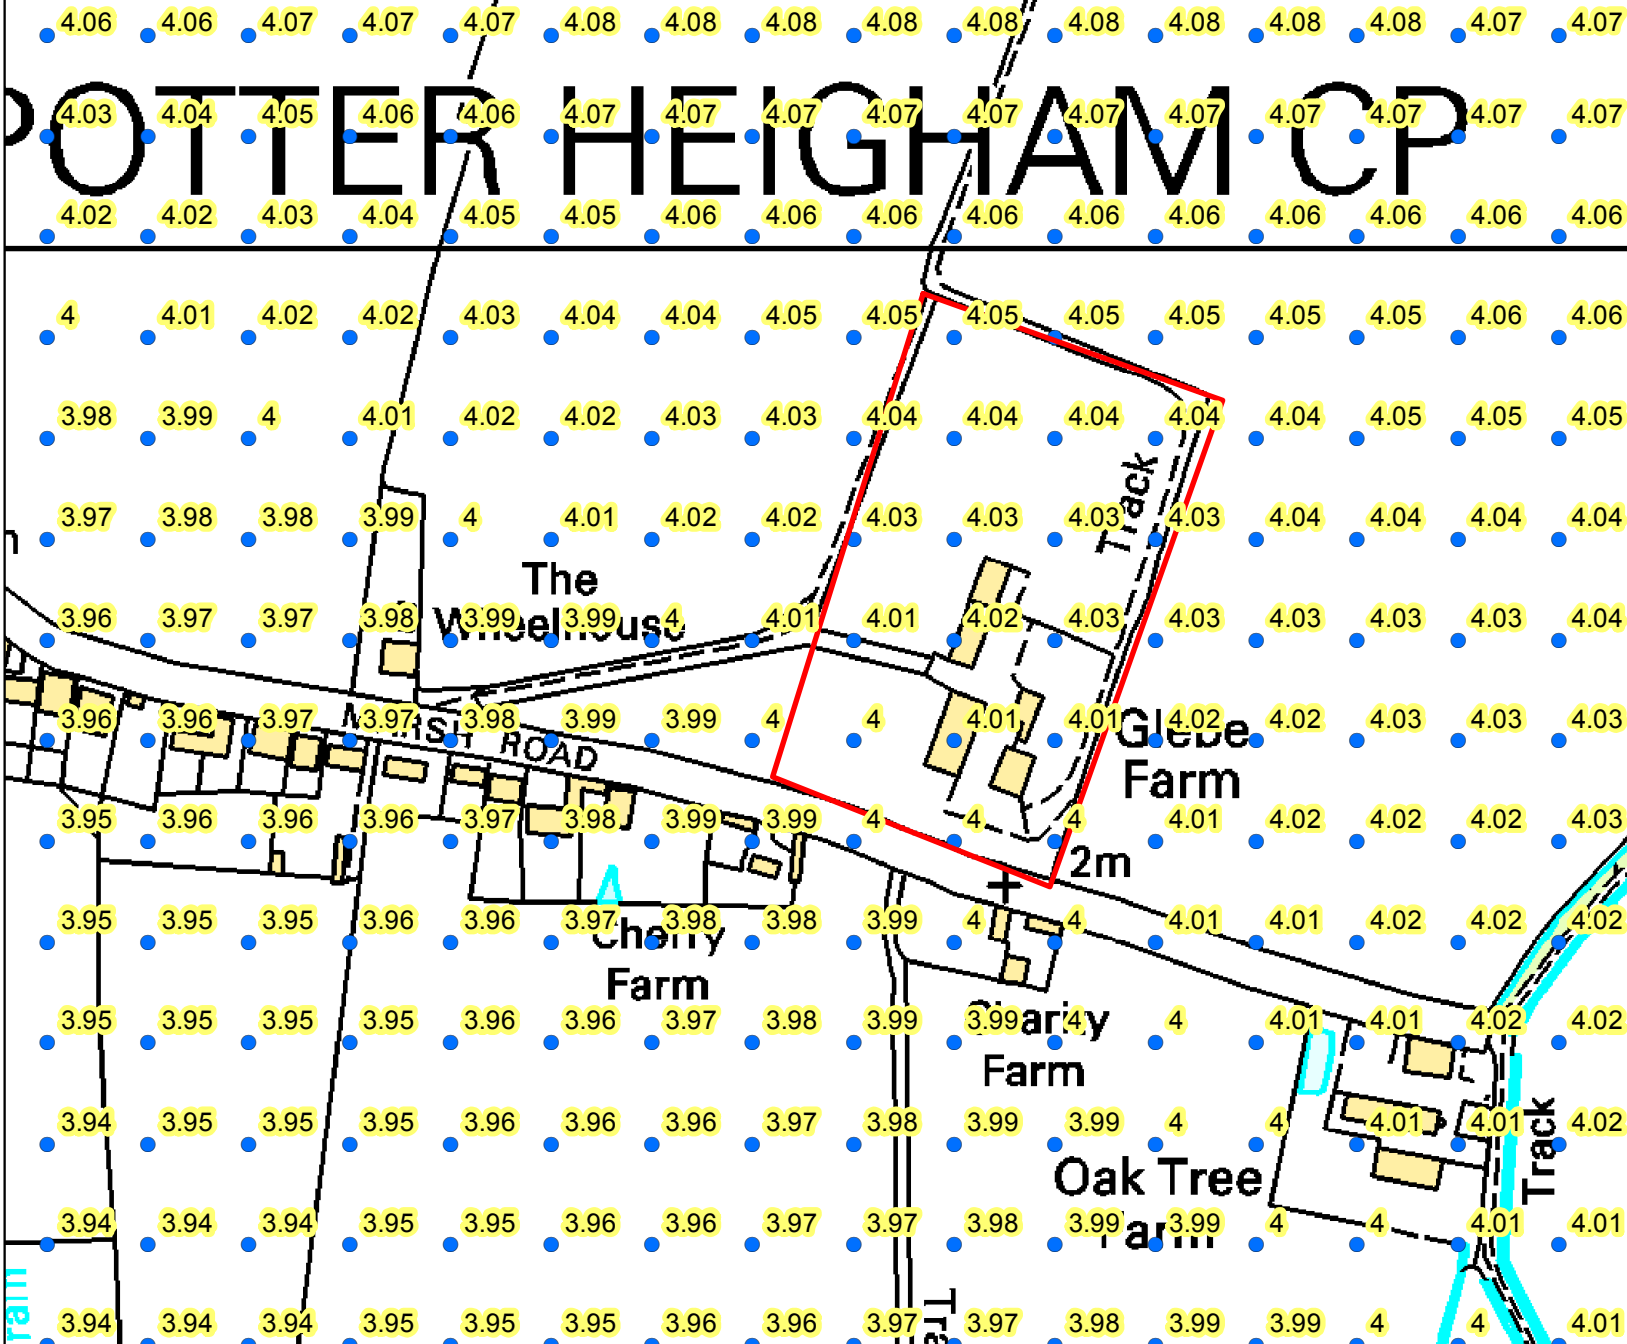 4.06 4.06 4.07 4.07 4.07 4.08 4.08 4.08 4.08 4.08 4.08 4.08 4.08 4.08 4.07 4.07
POTTER HEIGHAM CP
4.03 4.04 4.05 4.06 4.06 4.07 4.07 4.07 4.07 4.07 4.07 4.07 4.07 4.07 4.07 4.07
4.02 4.02 4.03 4.04 4.05 4.05 4.06 4.06 4.06 4.06 4.06 4.06 4.06 4.06 4.06 4.06
4 4.01 4.02 4.02 4.03 4.04 4.04 4.05 4.05 4.05 4.05 4.05 4.05 4.05 4.06 4.06
3.98 3.99 4 4.01 4.02 4.02 4.03 4.03 4.04 4.04 4.04 4.04 4.04 4.05 4.05 4.05
Track
3.97 3.98 3.98 3.99 4 4.01 4.02 4.02 4.03 4.03 4.03 4.03 4.04 4.04 4.04 4.04
The
Wheelhouse
3.96 3.97 3.97 3.98 3.99 3.99 4 4.01 4.01 4.02 4.03 4.03 4.03 4.03 4.03 4.04
3.96 3.96 3.97 3.97 3.98 3.99 3.99 4 4 4.01 4.01 4.02 4.02 4.03 4.03 4.03
MARSH ROAD
Glebe
Farm
3.95 3.96 3.96 3.96 3.97 3.98 3.99 3.99 4 4 4 4.01 4.02 4.02 4.02 4.03
2m
3.95 3.95 3.95 3.96 3.96 3.97 3.98 3.98 3.99 4 4 4.01 4.01 4.02 4.02 4.02
Cherry
Farm
3.95 3.95 3.95 3.95 3.96 3.96 3.97 3.98 3.99 3.99 4 4 4.01 4.01 4.02 4.02
Farm
3.94 3.95 3.95 3.95 3.96 3.96 3.96 3.97 3.98 3.99 3.99 4 4 4.01 4.01 4.02
Track
Oak Tree
Farm
3.94 3.94 3.94 3.95 3.95 3.96 3.96 3.97 3.97 3.98 3.99 3.99 4 4 4.01 4.01
3.94 3.94 3.94 3.95 3.95 3.95 3.96 3.96 3.97 3.97 3.98 3.99 3.99 4 4 4.01